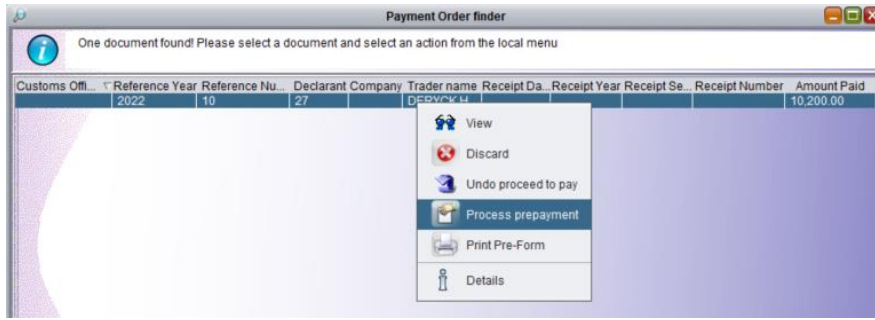 Payment Order finder
One document found! Please select a document and select an action from the local menu
Customs Offi... Reference Year Reference Nu... Declarant Company Trader name Receipt Da... Receipt Year Receipt Se... Receipt Number Amount Paid
2022 10 27 DERYCK H 10,200.00
View
Discard
Undo proceed to pay
Process prepayment
Print Pre-Form
Details